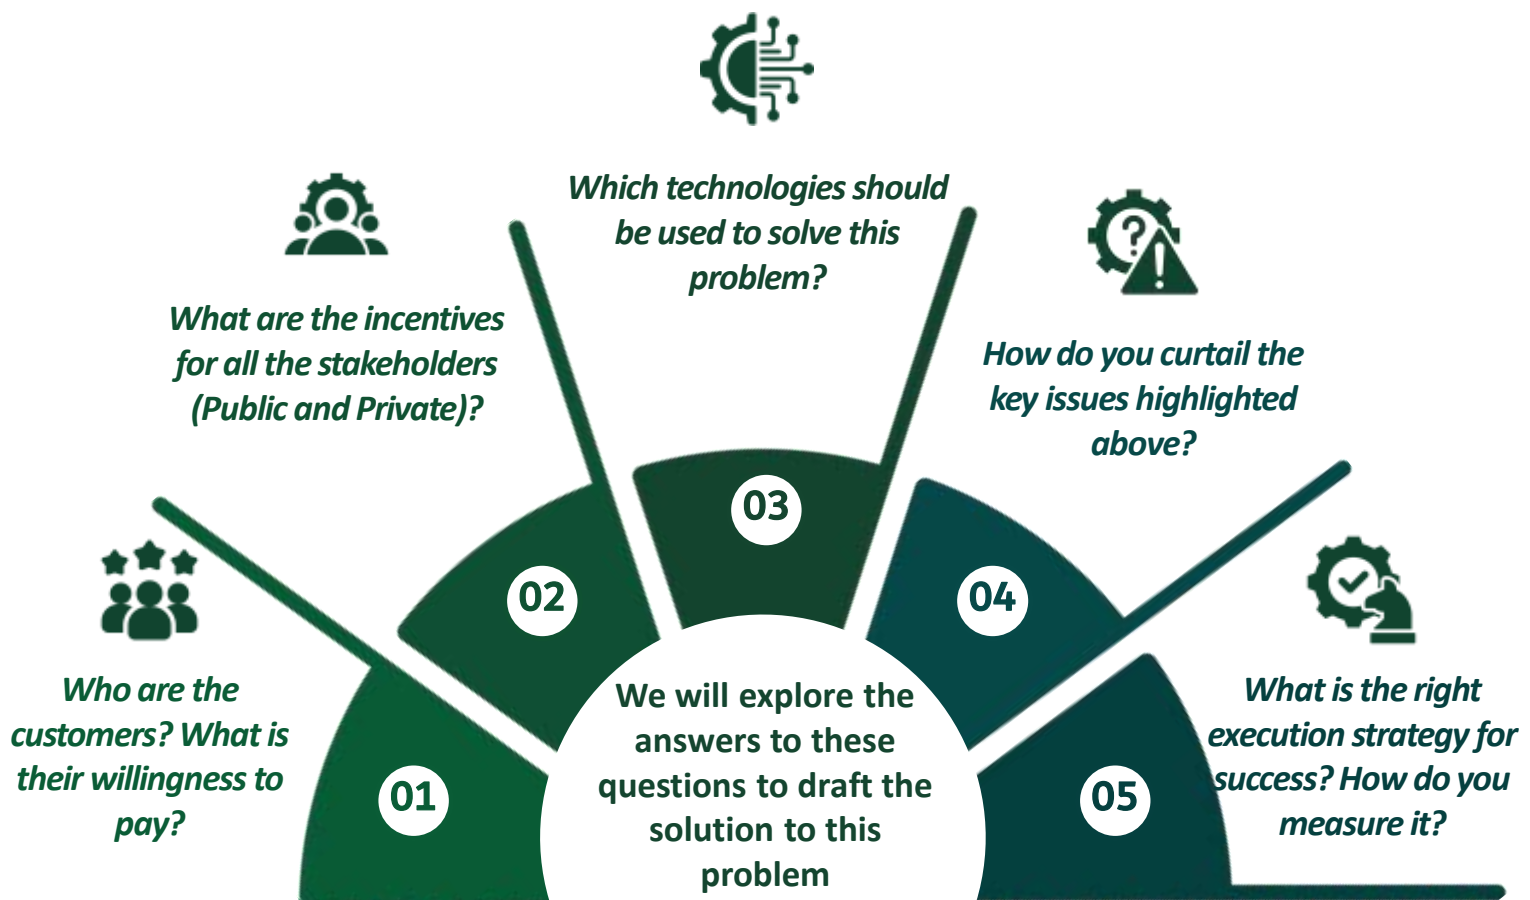 Which technologies should
be used to solve this
problem?
What are the incentives
for all the stakeholders
(Public and Private)?
How do you curtail the
key issues highlighted
above?
Who are the
customers? What is
their willingness to
pay?
What is the right
execution strategy for
success? How do you
measure it?
01
02
03
04
05
We will explore the
answers to these
questions to draft the
solution to this
problem